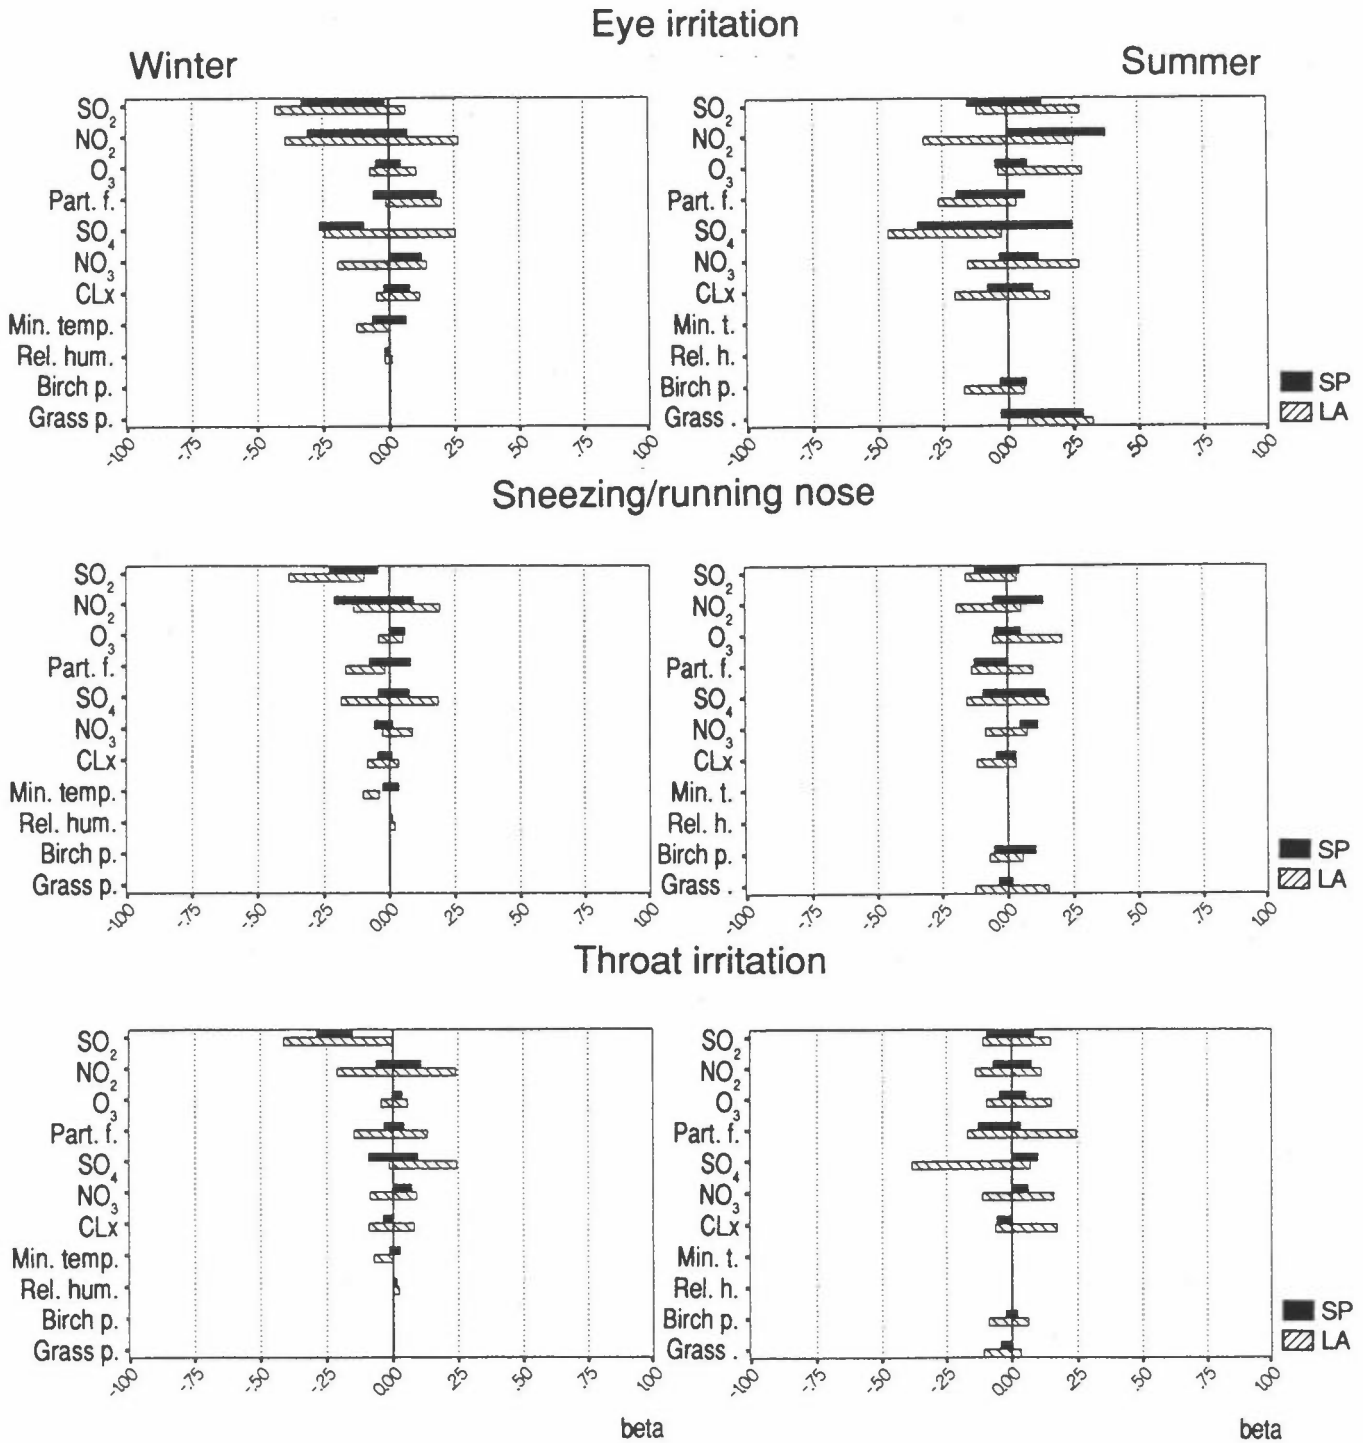 Eye irritation
Winter
Summer
SO2
NO2
O3
Part. f.
SO4
NO3
CLx
Min. temp.
Rel. hum.
Birch p.
Grass p.
-.100 -.75 -.50 -.25 0.00 .25 .50 .75 100
SO2
NO2
O3
Part. f.
SO4
NO3
CLx
Min. t.
Rel. h.
Birch p.
Grass .
-.100 -.75 -.50 -.25 0.00 .25 .50 .75 100
SP
LA
Sneezing/running nose
SO2
NO2
O3
Part. f.
SO4
NO3
CLx
Min. temp.
Rel. hum.
Birch p.
Grass p.
-.100 -.75 -.50 -.25 0.00 .25 .50 .75 100
SO2
NO2
O3
Part. f.
SO4
NO3
CLx
Min. t.
Rel. h.
Birch p.
Grass .
-.100 -.75 -.50 -.25 0.00 .25 .50 .75 100
SP
LA
Throat irritation
SO2
NO2
O3
Part. f.
SO4
NO3
CLx
Min. temp.
Rel. hum.
Birch p.
Grass p.
-.100 -.75 -.50 -.25 0.00 .25 .50 .75 100
beta
SO2
NO2
O3
Part. f.
SO4
NO3
CLx
Min. t.
Rel. h.
Birch p.
Grass .
-.100 -.75 -.50 -.25 0.00 .25 .50 .75 100
beta
SP
LA